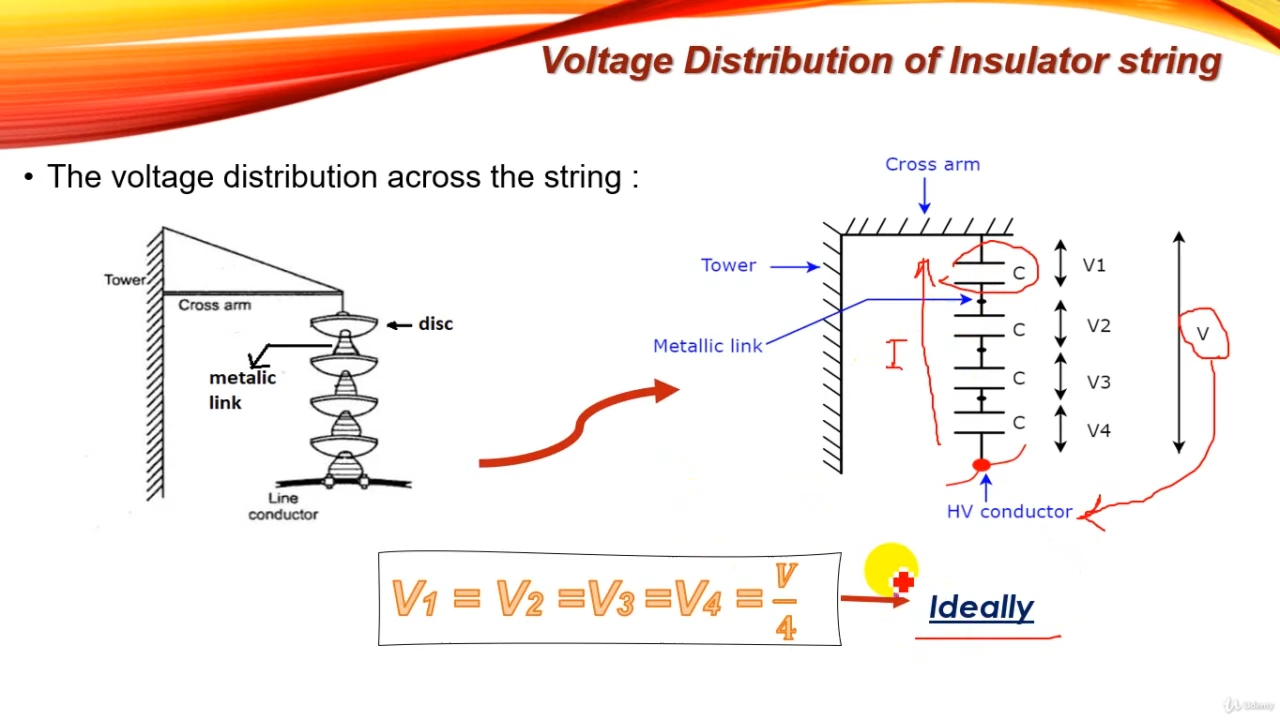 Voltage Distribution of Insulator string
• The voltage distribution across the string :
Tower
Cross arm
disc
metalic
link
Line
conductor
Cross arm
Tower
Metallic link
C
C
C
C
V1
V2
V3
V4
V
I
HV conductor
V1 = V2 =V3 =V4 = V/4
Ideally
Udemy